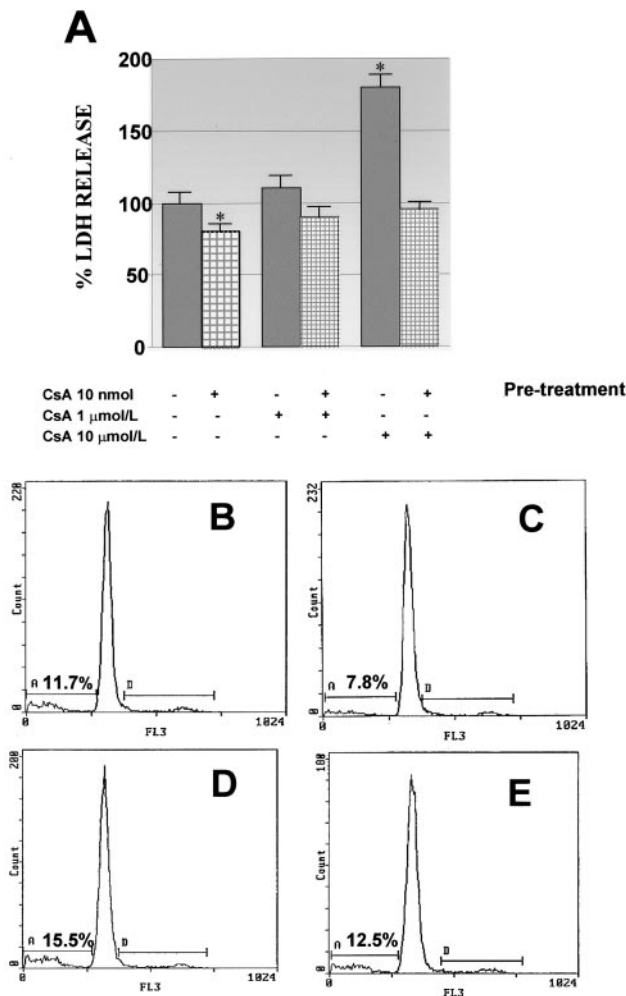 A
% LDH RELEASE
200
150
100
50
0
*
*
CsA 10 nmol - + - + - +
Pre-treatment
CsA 1 µmol/L - - + + - -
CsA 10 µmol/L - - - - + +
B
220
Count
0
A 11.7%
D
0 FL3 1024
C
232
Count
0
A 7.8%
D
0 FL3 1024
D
200
Count
0
A 15.5%
D
0 FL3 1024
E
180
Count
0
A 12.5%
D
0 FL3 1024